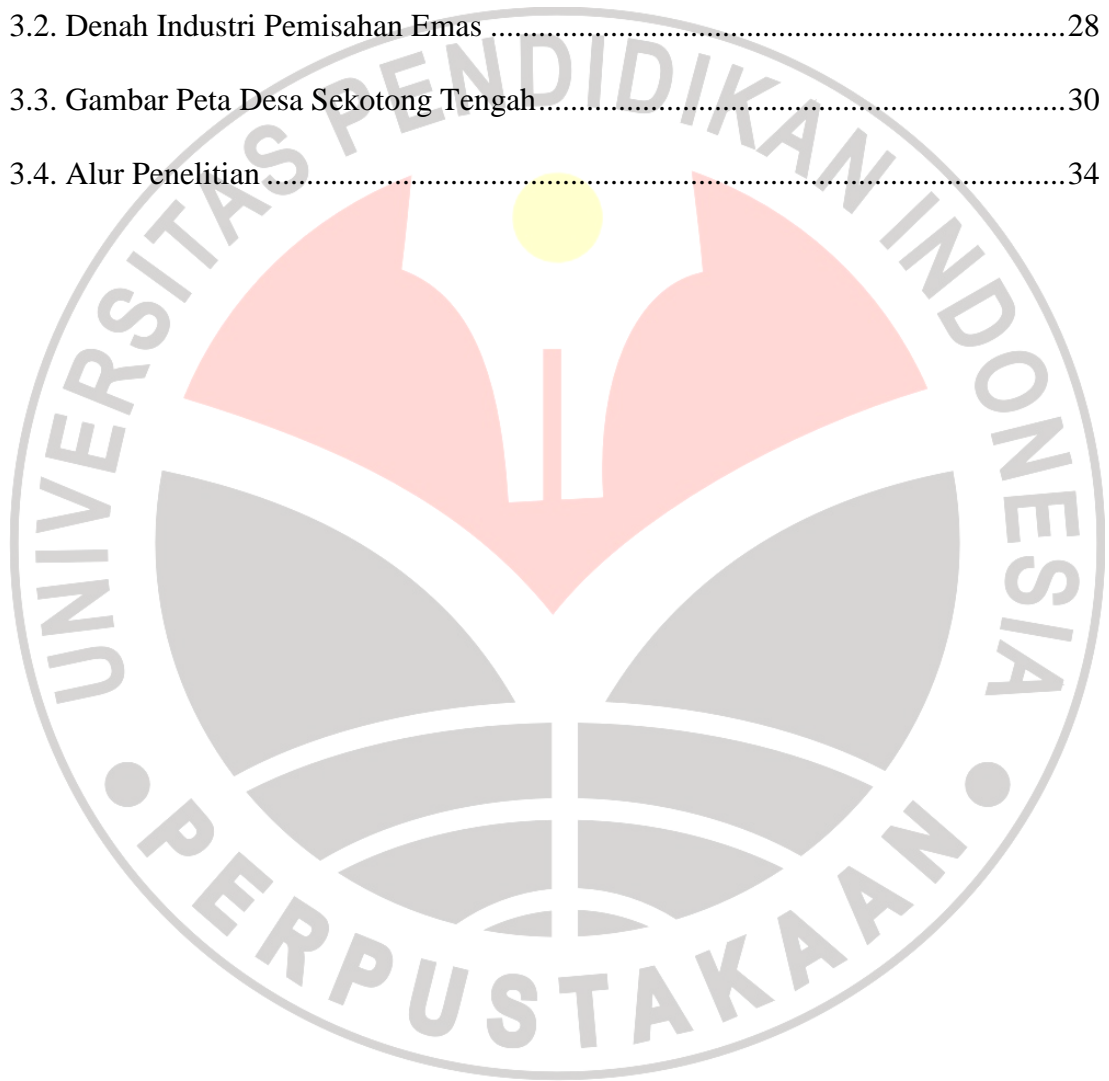 3.2. Denah Industri Pemisahan Emas ..........................................................................28
3.3. Gambar Peta Desa Sekotong Tengah....................................................................30
3.4. Alur Penelitian .......................................................................................................34
UNIVERSITAS PENDIDIKAN INDONESIA
PERPUSTAKAAN